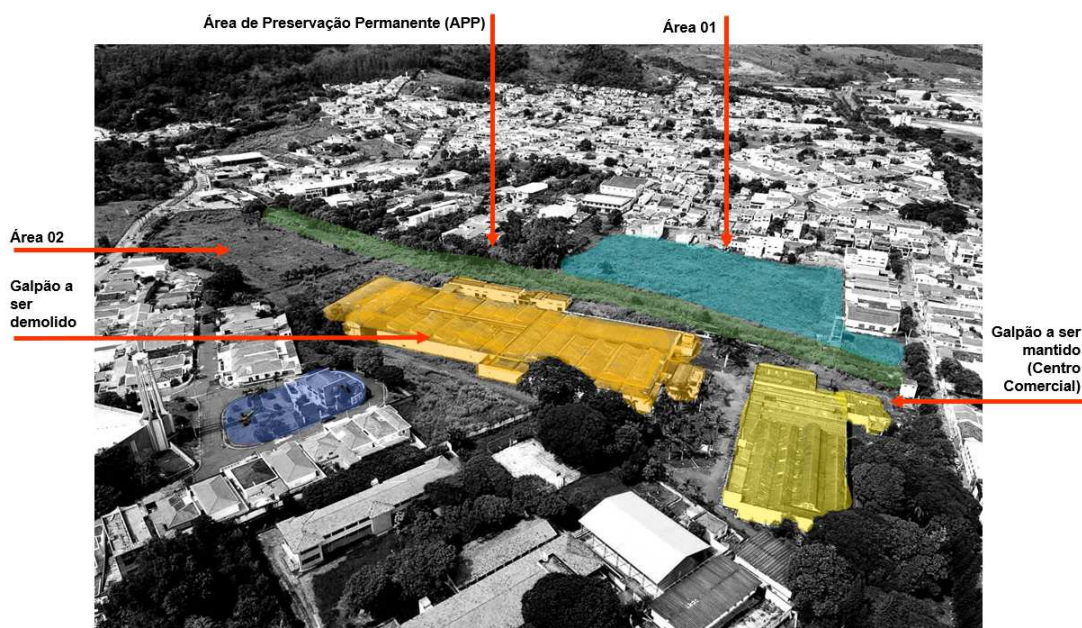 Área de Preservação Permanente (APP)
Área 01
Área 02
Galpão a
ser
demolido
Galpão a ser
mantido
(Centro
Comercial)